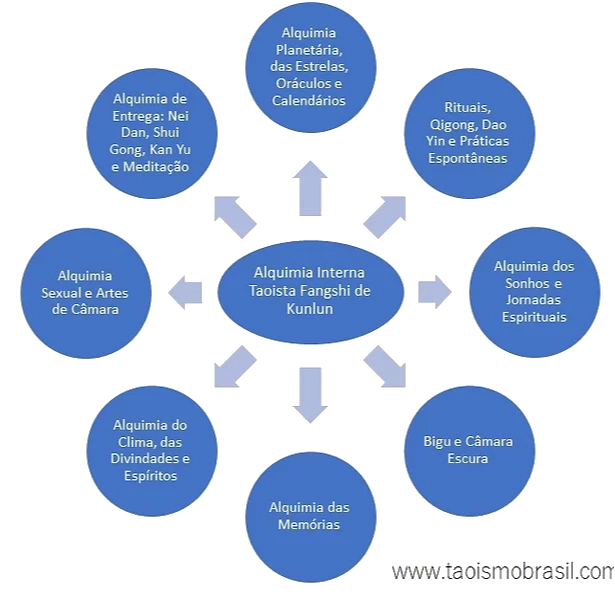 Alquimia
Planetária,
das Estrelas,
Oráculos e
Calendários
Rituais,
Qigong, Dao
Yin e Práticas
Espontâneas
Alquimia dos
Sonhos e
Jornadas
Espirituais
Bigu e Câmara
Escura
Alquimia das
Memórias
Alquimia do
Clima, das
Divindades e
Espíritos
Alquimia
Sexual e Artes
de Câmara
Alquimia de
Entrega: Nei
Dan, Shui
Gong, Kan Yu
e Meditação
Alquimia Interna
Taoista Fangshi de
Kunlun
www.taoismobrasil.com